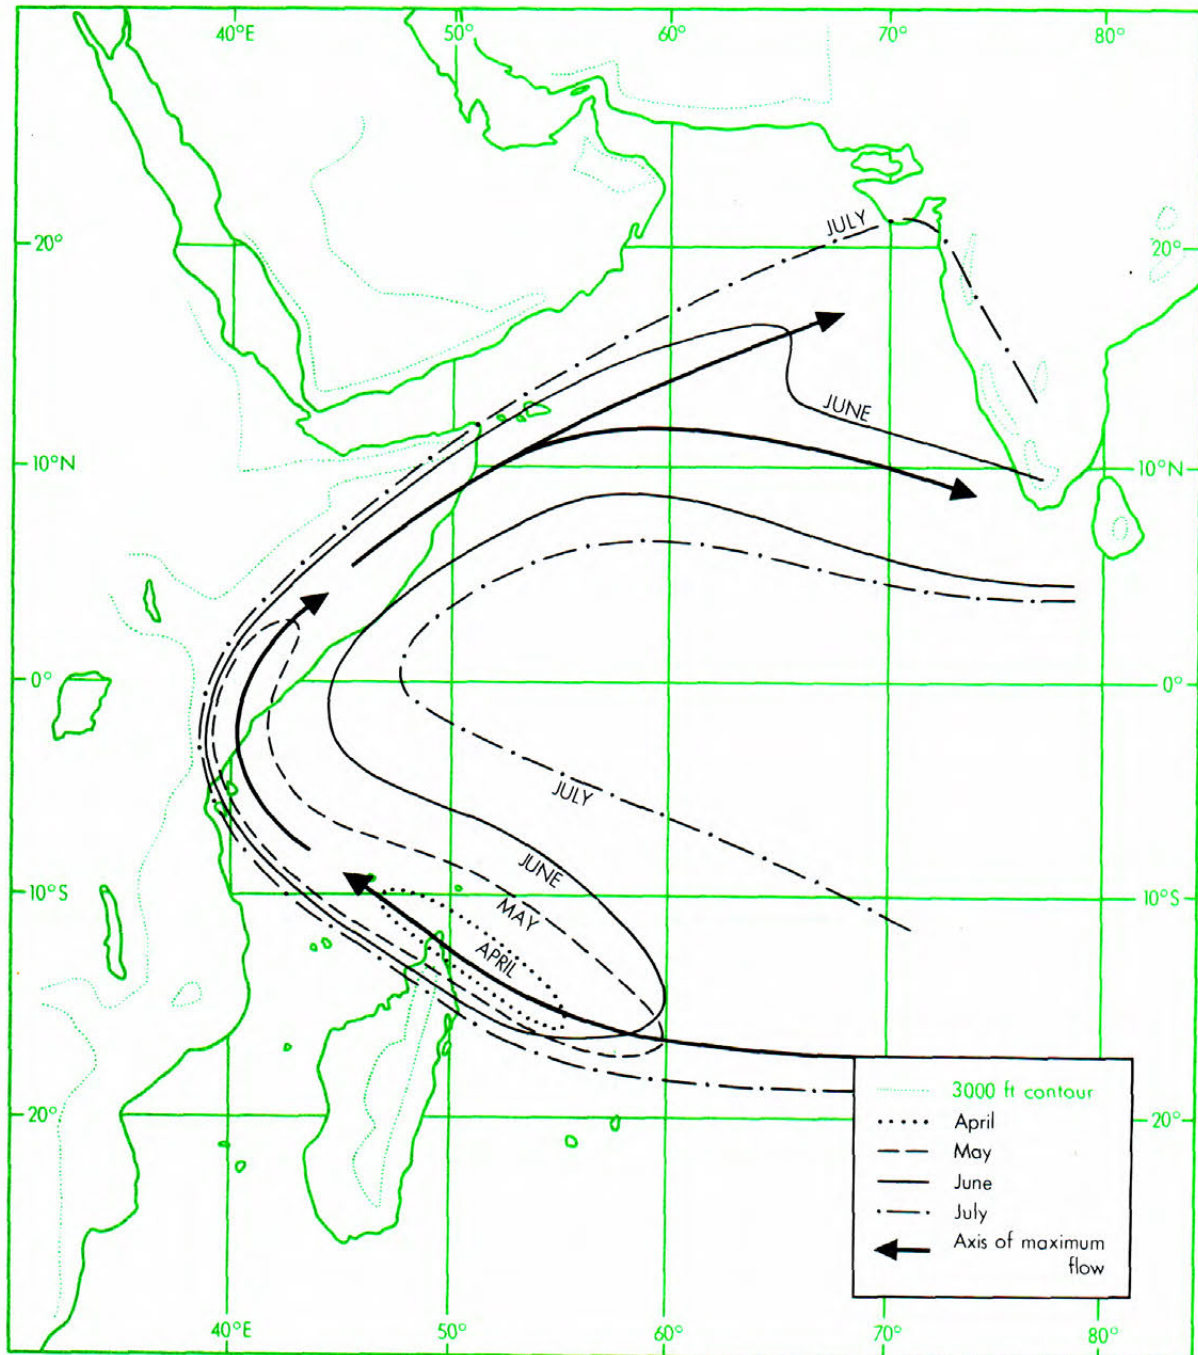 40°E 50° 60° 70° 80°
JULY
20° 20°
JUNE
10°N 10°N
0° 0°
JULY
JUNE
10°S 10°S
MAY
APRIL
3000 ft contour
April
20° 20°
May
June
July
Axis of maximum
flow
40°E 50° 60° 70° 80°